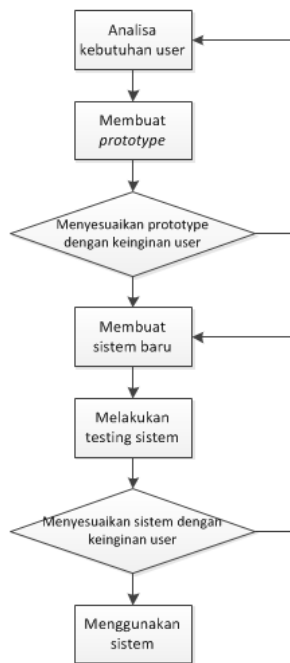 Analisa
kebutuhan user
Membuat
prototype
Menyesuaikan prototype
dengan keinginan user
Membuat
sistem baru
Melakukan
testing sistem
Menyesuaikan sistem dengan
keinginan user
Menggunakan
sistem